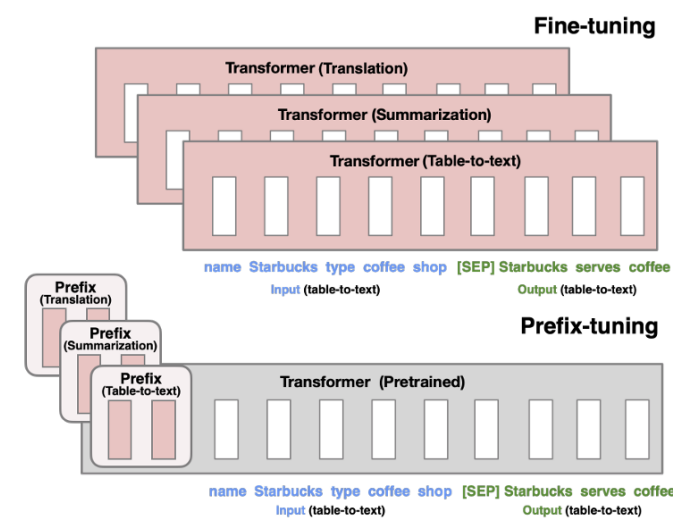 Fine-tuning
Transformer (Translation)
Transformer (Summarization)
Transformer (Table-to-text)
name Starbucks type coffee shop [SEP] Starbucks serves coffee
Input (table-to-text) Output (table-to-text)
Prefix
(Translation)
Prefix-tuning
Prefix
(Summarization)
Prefix
(Table-to-text)
Transformer (Pretrained)
name Starbucks type coffee shop [SEP] Starbucks serves coffee
Input (table-to-text) Output (table-to-text)